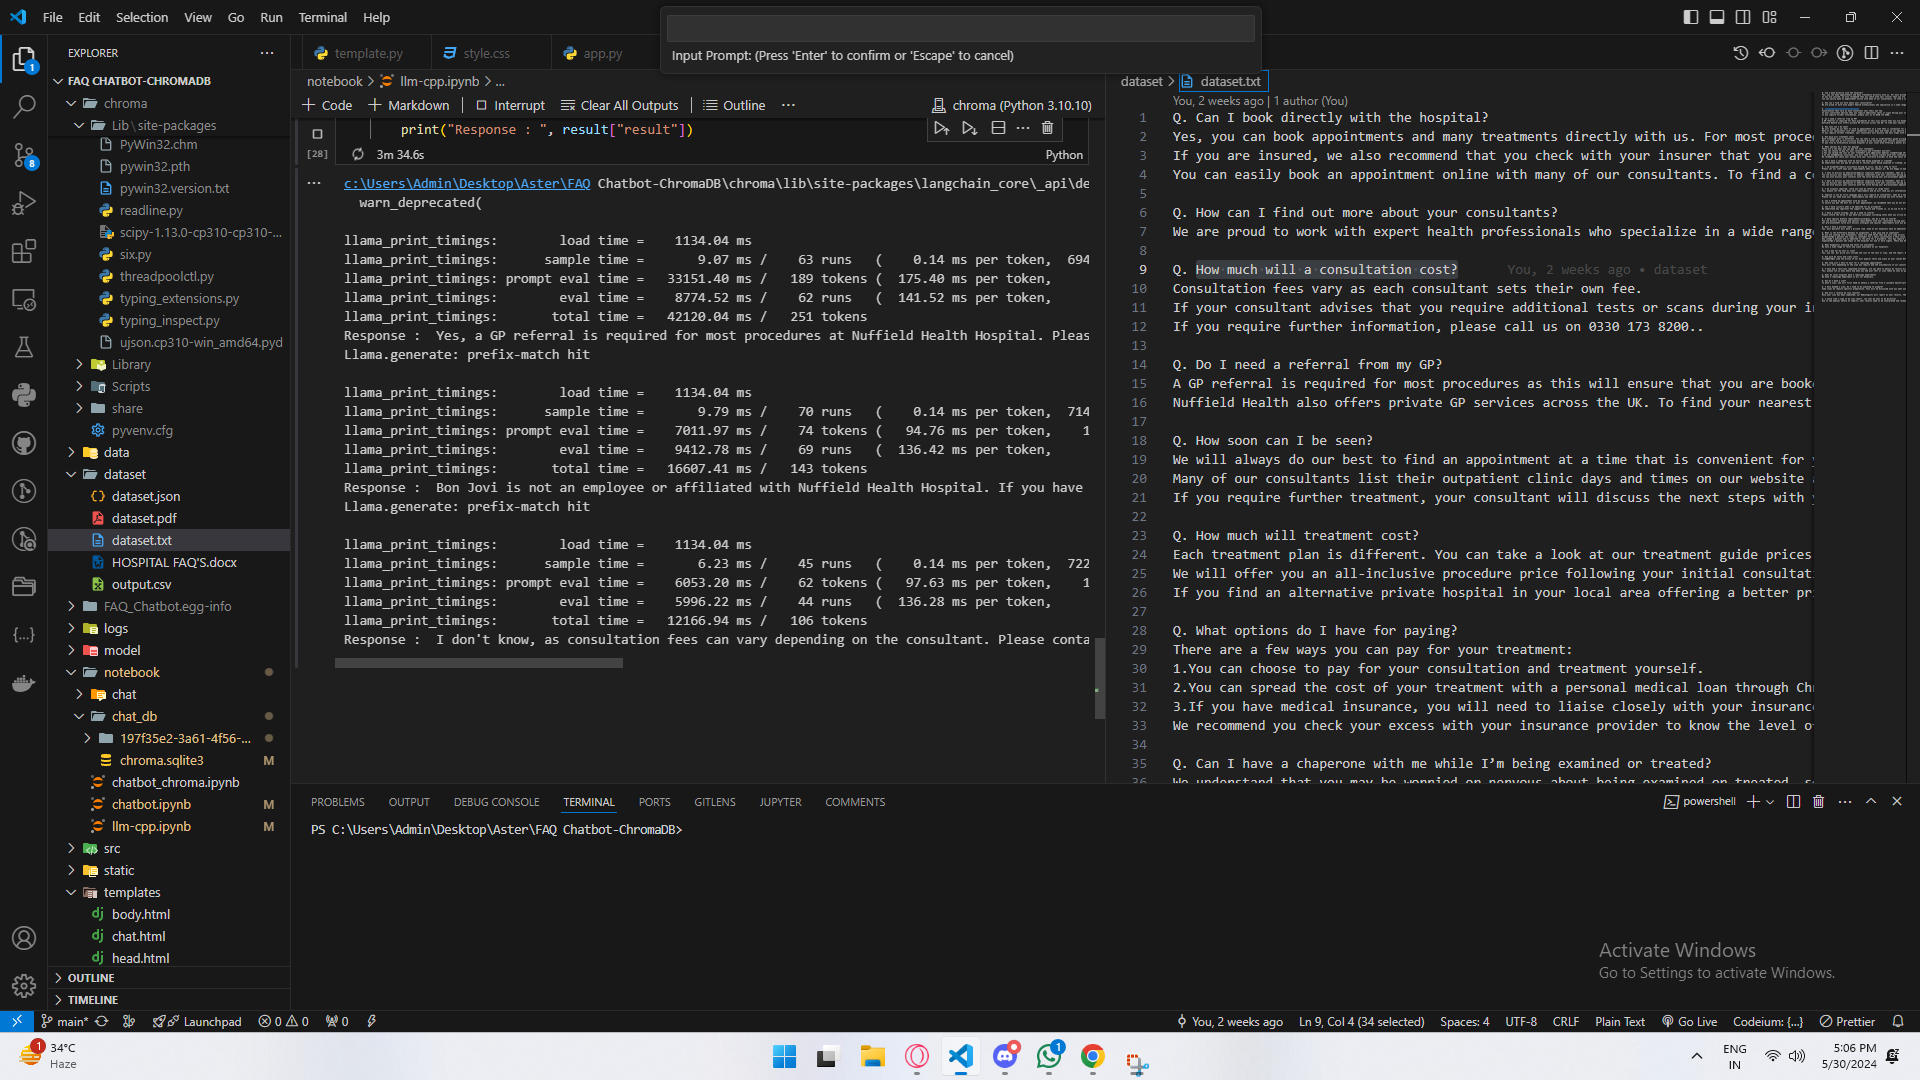 File Edit Selection View Go Run Terminal Help
Input Prompt: (Press 'Enter' to confirm or 'Escape' to cancel)
EXPLORER
FAQ CHATBOT-CHROMADB
chroma
Lib \ site-packages
PyWin32.chm
pywin32.pth
pywin32.version.txt
readline.py
scipy-1.13.0-cp310-cp310-...
six.py
threadpoolctl.py
typing_extensions.py
typing_inspect.py
ujson.cp310-win_amd64.pyd
Library
Scripts
share
pyvenv.cfg
data
dataset
dataset.json
dataset.pdf
dataset.txt
HOSPITAL FAQ'S.docx
output.csv
FAQ_Chatbot.egg-info
logs
model
notebook
chat
chat_db
197f35e2-3a61-4f56-...
chroma.sqlite3 M
chatbot_chroma.ipynb
chatbot.ipynb M
llm-cpp.ipynb M
src
static
templates
body.html
chat.html
head.html
OUTLINE
TIMELINE
template.py style.css app.py
notebook > llm-cpp.ipynb > ...
+ Code + Markdown Interrupt Clear All Outputs Outline ... chroma (Python 3.10.10)
print("Response : ", result["result"])
[28] 3m 34.6s Python
c:\Users\Admin\Desktop\Aster\FAQ Chatbot-ChromaDB\chroma\lib\site-packages\langchain_core\_api\de
warn_deprecated(
llama_print_timings: load time = 1134.04 ms
llama_print_timings: sample time = 9.07 ms / 63 runs ( 0.14 ms per token, 694
llama_print_timings: prompt eval time = 33151.40 ms / 189 tokens ( 175.40 ms per token,
llama_print_timings: eval time = 8774.52 ms / 62 runs ( 141.52 ms per token,
llama_print_timings: total time = 42120.04 ms / 251 tokens
Response : Yes, a GP referral is required for most procedures at Nuffield Health Hospital. Pleas
Llama.generate: prefix-match hit
llama_print_timings: load time = 1134.04 ms
llama_print_timings: sample time = 9.79 ms / 70 runs ( 0.14 ms per token, 714
llama_print_timings: prompt eval time = 7011.97 ms / 74 tokens ( 94.76 ms per token, 1
llama_print_timings: eval time = 9412.78 ms / 69 runs ( 136.42 ms per token,
llama_print_timings: total time = 16607.41 ms / 143 tokens
Response : Bon Jovi is not an employee or affiliated with Nuffield Health Hospital. If you have
Llama.generate: prefix-match hit
llama_print_timings: load time = 1134.04 ms
llama_print_timings: sample time = 6.23 ms / 45 runs ( 0.14 ms per token, 722
llama_print_timings: prompt eval time = 6053.20 ms / 62 tokens ( 97.63 ms per token, 1
llama_print_timings: eval time = 5996.22 ms / 44 runs ( 136.28 ms per token,
llama_print_timings: total time = 12166.94 ms / 106 tokens
Response : I don't know, as consultation fees can vary depending on the consultant. Please conta
dataset > dataset.txt
You, 2 weeks ago | 1 author (You)
1 Q. Can I book directly with the hospital?
2 Yes, you can book appointments and many treatments directly with us. For most proce
3 If you are insured, we also recommend that you check with your insurer that you are
4 You can easily book an appointment online with many of our consultants. To find a co
5
6 Q. How can I find out more about your consultants?
7 We are proud to work with expert health professionals who specialize in a wide rang
8
9 Q. How much will a consultation cost? You, 2 weeks ago • dataset
10 Consultation fees vary as each consultant sets their own fee.
11 If your consultant advises that you require additional tests or scans during your in
12 If you require further information, please call us on 0330 173 8200..
13
14 Q. Do I need a referral from my GP?
15 A GP referral is required for most procedures as this will ensure that you are book
16 Nuffield Health also offers private GP services across the UK. To find your nearest
17
18 Q. How soon can I be seen?
19 We will always do our best to find an appointment at a time that is convenient for
20 Many of our consultants list their outpatient clinic days and times on our website
21 If you require further treatment, your consultant will discuss the next steps with
22
23 Q. How much will treatment cost?
24 Each treatment plan is different. You can take a look at our treatment guide prices
25 We will offer you an all-inclusive procedure price following your initial consultat
26 If you find an alternative private hospital in your local area offering a better pr
27
28 Q. What options do I have for paying?
29 There are a few ways you can pay for your treatment:
30 1.You can choose to pay for your consultation and treatment yourself.
31 2.You can spread the cost of your treatment with a personal medical loan through Ch
32 3.If you have medical insurance, you will need to liaise closely with your insuranc
33 We recommend you check your excess with your insurance provider to know the level o
34
35 Q. Can I have a chaperone with me while I’m being examined or treated?
36 We understand that you may be worried or nervous about being examined or treated,
PROBLEMS OUTPUT DEBUG CONSOLE TERMINAL PORTS GITLENS JUPYTER COMMENTS
powershell
PS C:\Users\Admin\Desktop\Aster\FAQ Chatbot-ChromaDB>
Activate Windows
Go to Settings to activate Windows.
main* Launchpad 0 0 0
You, 2 weeks ago Ln 9, Col 4 (34 selected) Spaces: 4 UTF-8 CRLF Plain Text Go Live Codeium: {...} Prettier
1 34°C
Haze
1
ENG
IN
5:06 PM
5/30/2024
1
8